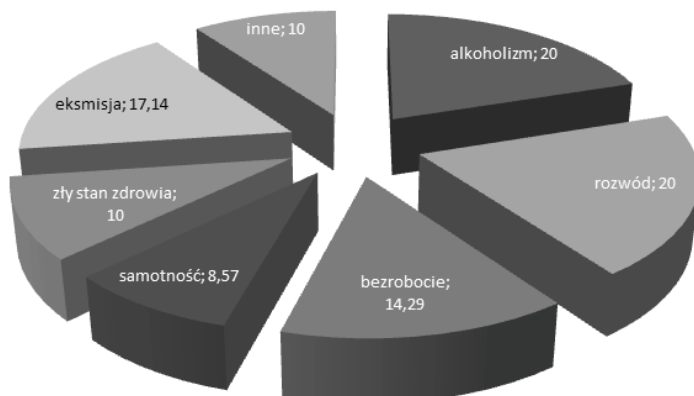 inne; 10
alkoholizm; 20
eksmisja; 17,14
rozwód; 20
zły stan zdrowia;
10
samotność; 8,57
bezrobocie;
14,29